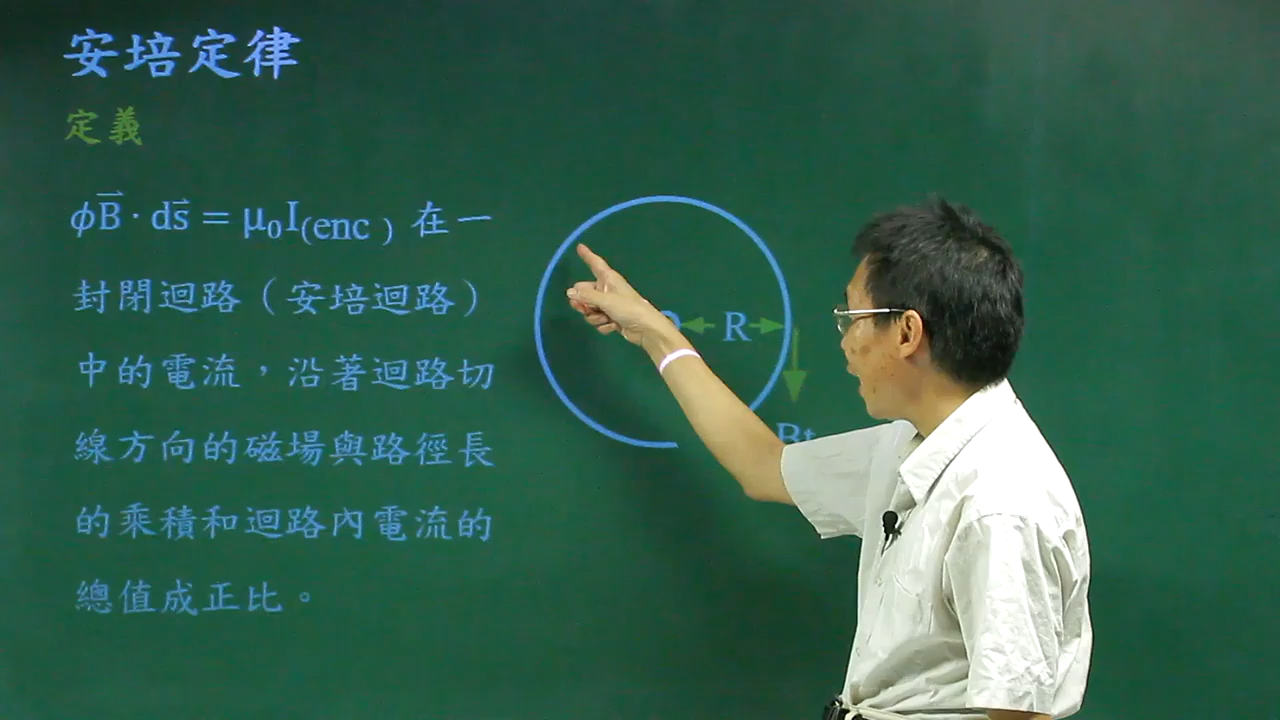 安培定律
定義
ϕB⃗ · ds⃗ = μ₀I(enc ) 在一
封閉迴路（安培迴路）
中的電流，沿著迴路切
線方向的磁場與路徑長
的乘積和迴路內電流的
總值成正比。
R